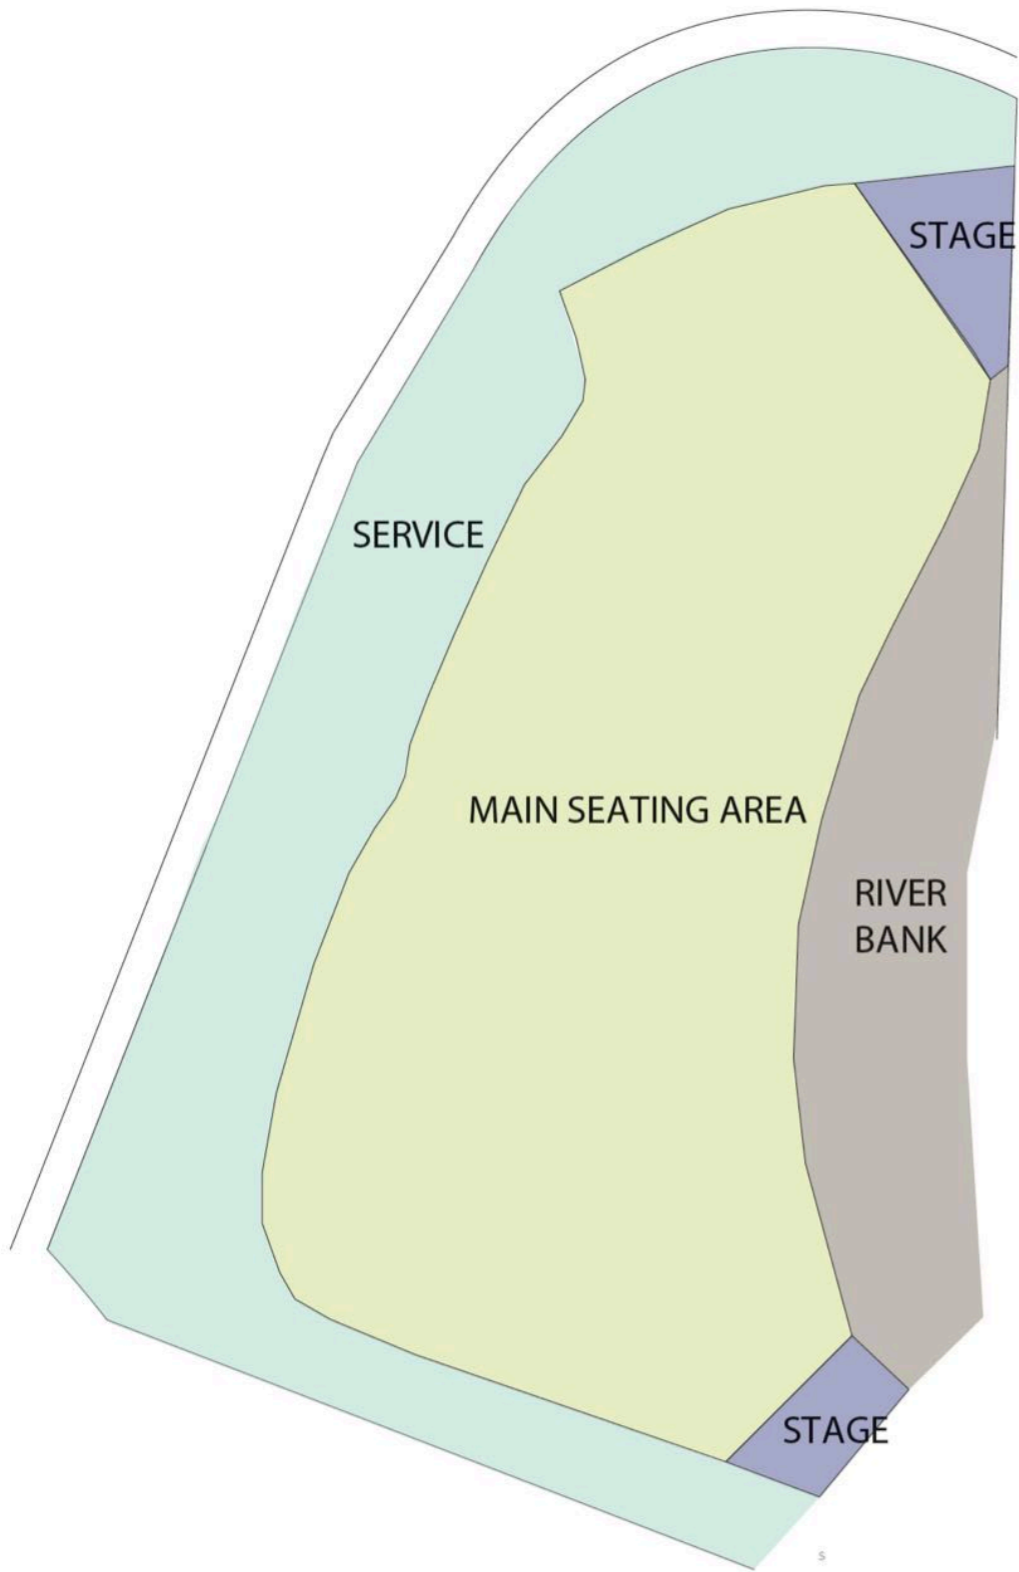 STAGE
SERVICE
MAIN SEATING AREA
RIVER
BANK
STAGE
s